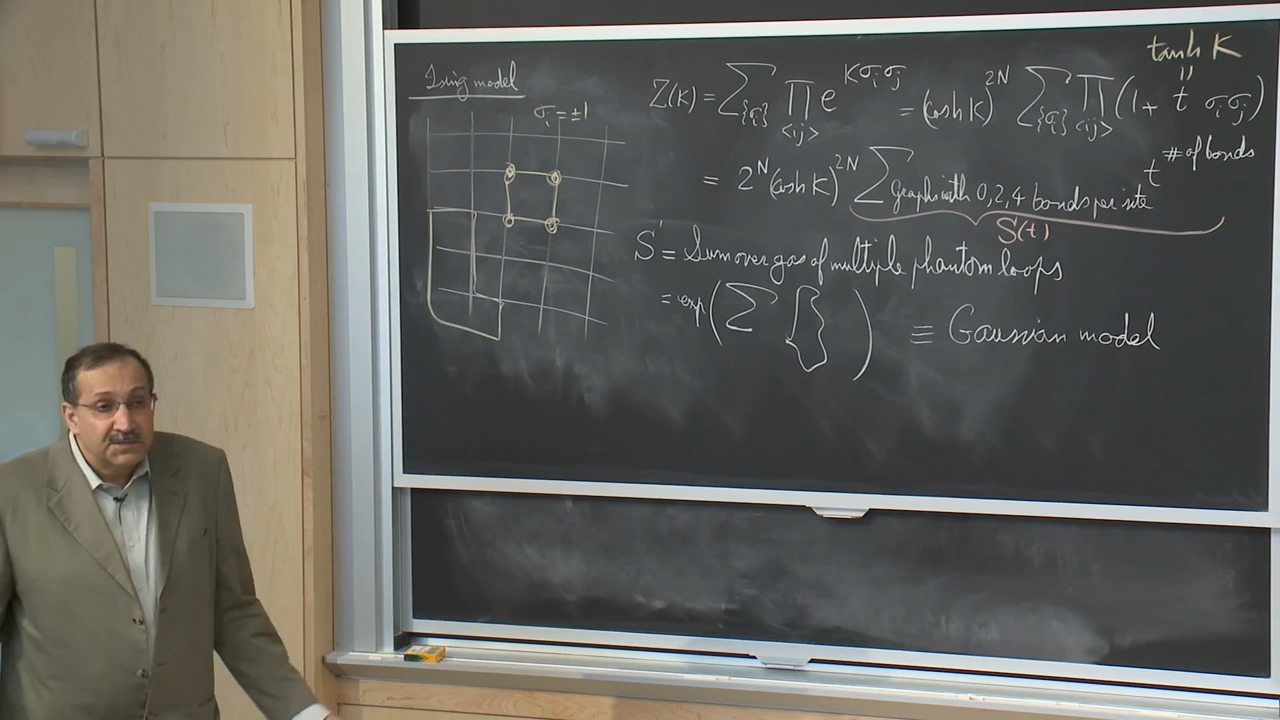 Ising model
σᵢ = ±1
tanh K
"
Z(K) = ∑_{σᵢ} ∏_<ij> e^{Kσᵢσⱼ} = (cosh K)^{2N} ∑_{σᵢ} ∏_<ij> (1 + t σᵢσⱼ)
= 2^N (cosh K)^{2N} ∑_{Graphs with 0, 2, 4 bonds per site} t^{# of bonds}
S(t)
S' = Sum over gas of multiple phantom loops
= exp(∑ ) ≡ Gaussian model